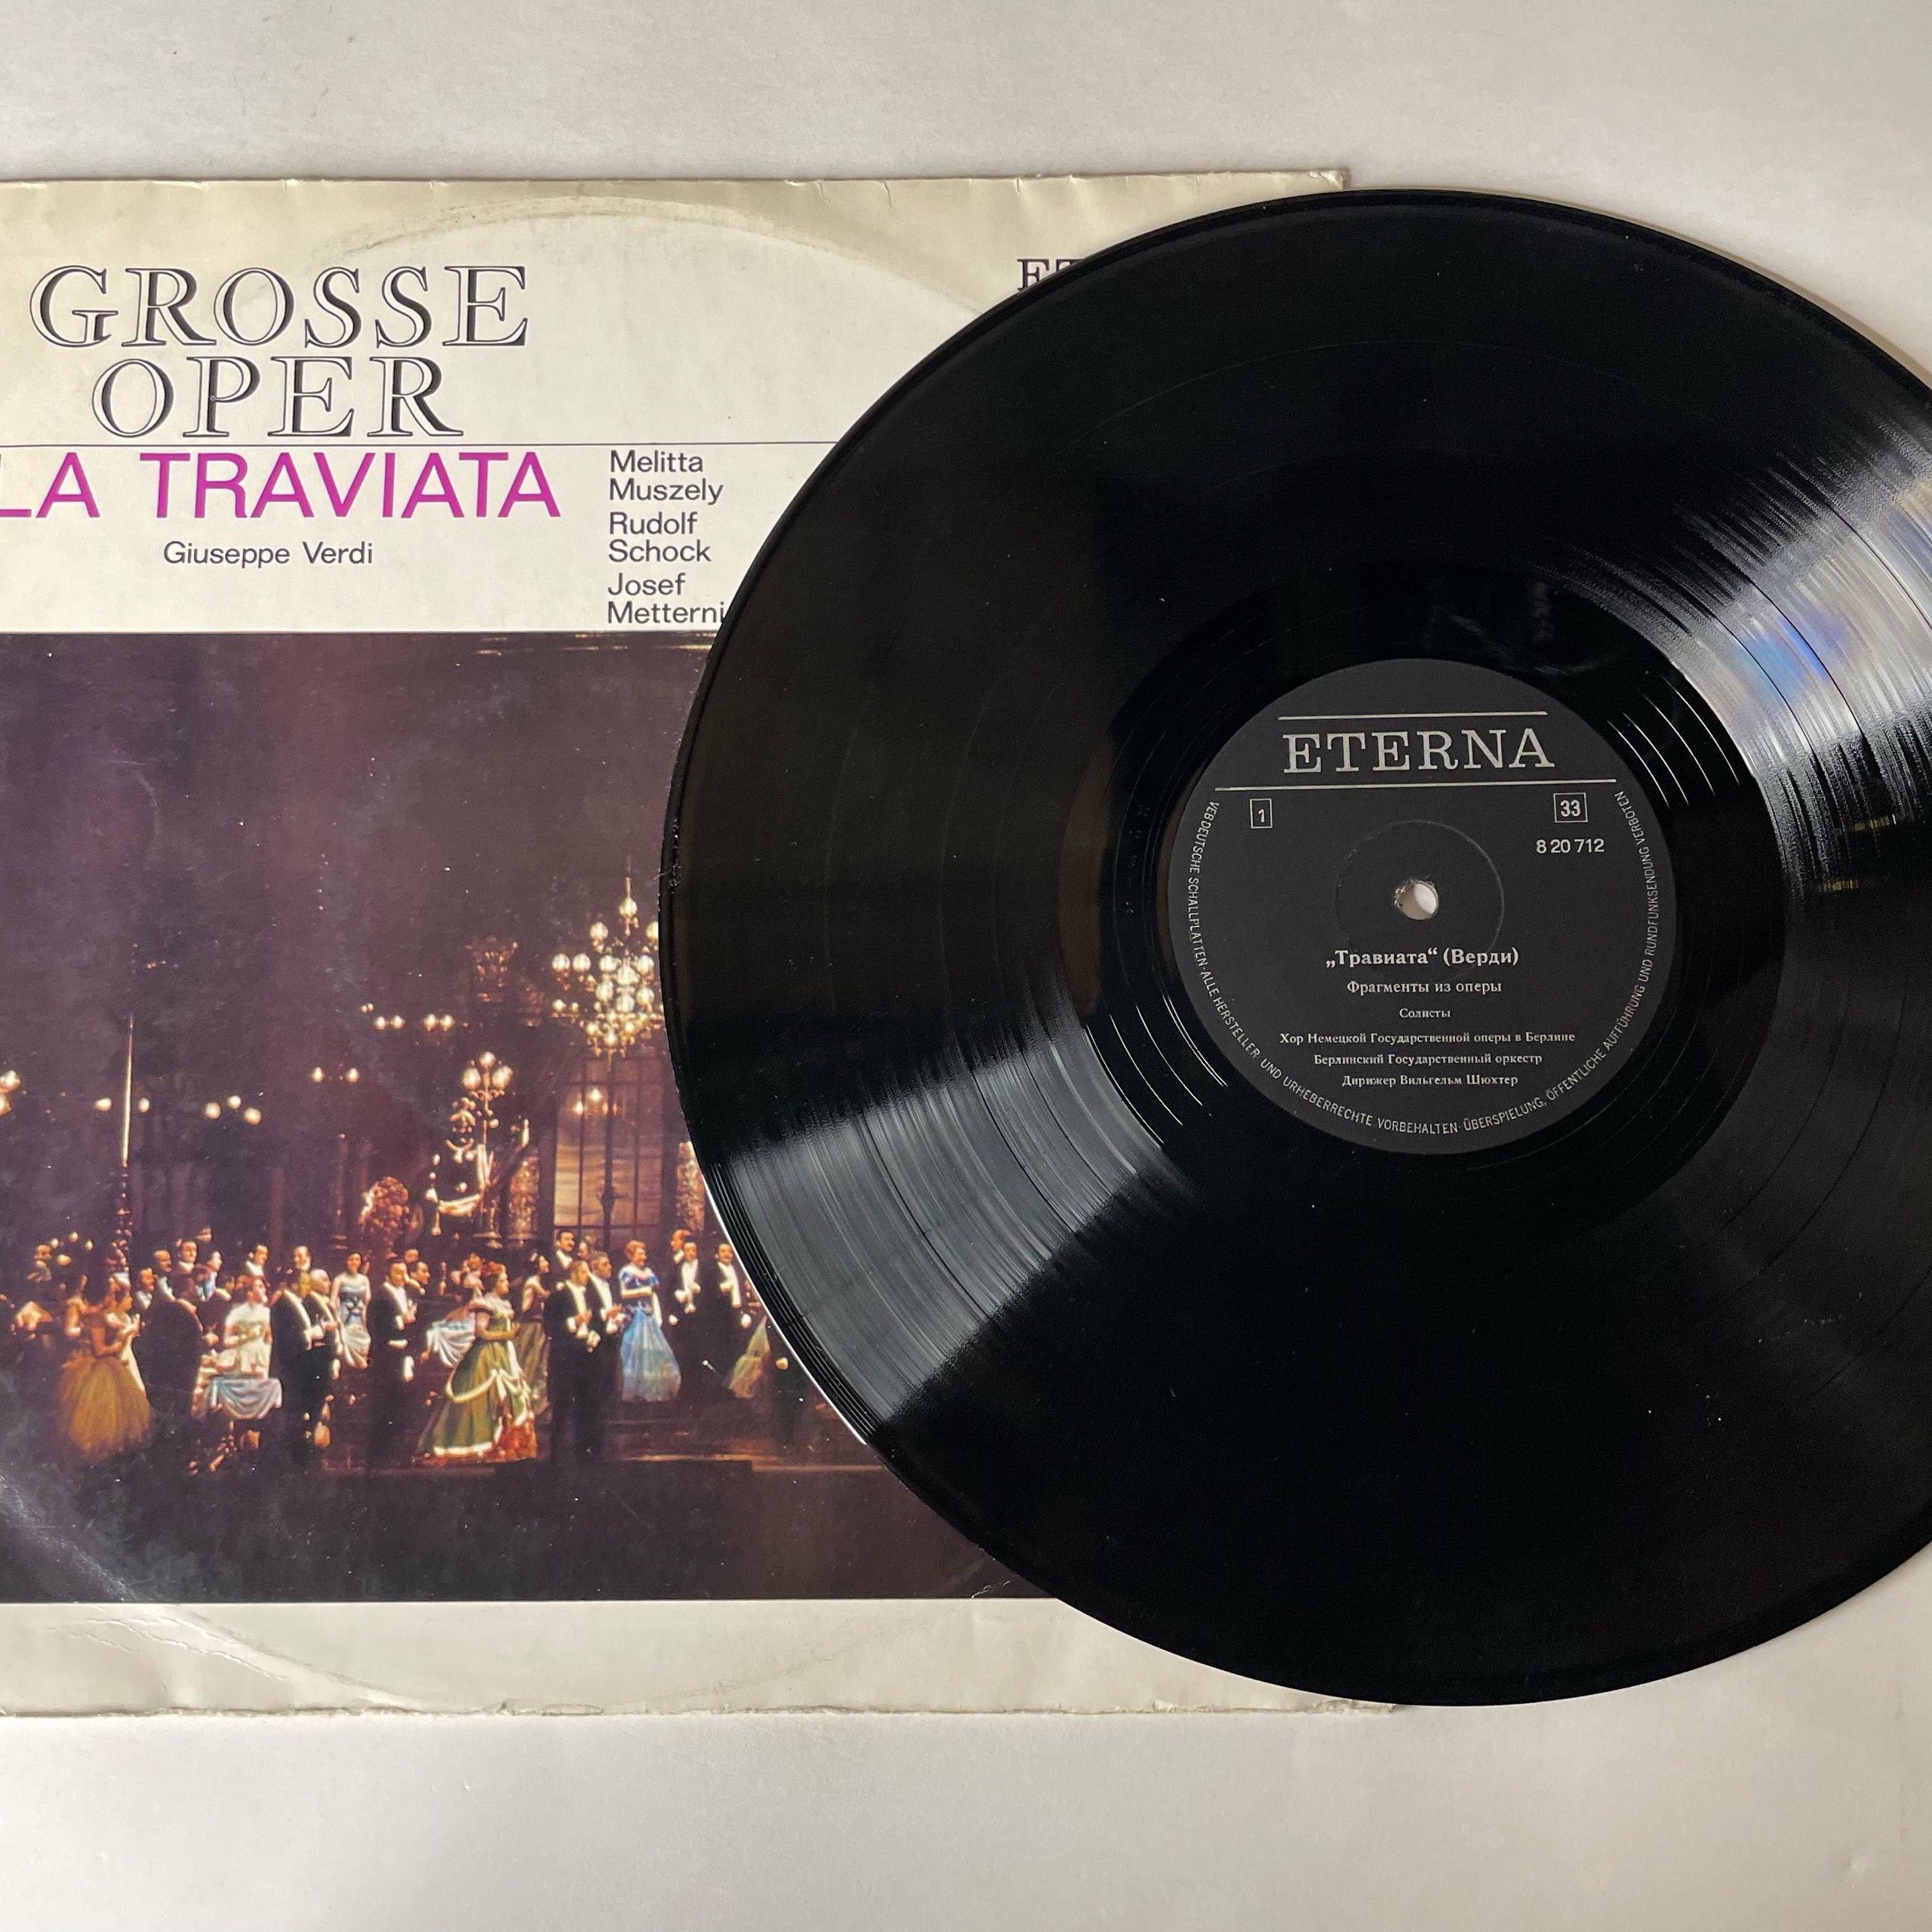 GROSSE
OPER
LA TRAVIATA
Giuseppe Verdi
Melitta
Muszely
Rudolf
Schock
Josef
Metterni
ETERNA
1
33
8 20 712
„Травиата“ (Верди)
Фрагменты из оперы
Солисты
Хор Немецкой Государственной оперы в Берлине
Берлинский Государственный оркестр
Дирижер Вильгельм Шюхтер
VEB DEUTSCHE SCHALLPLATTEN·ALLE HERSTELLER- UND URHEBERRECHTE VORBEHALTEN·ÜBERSPIELUNG, ÖFFENTLICHE AUFFÜHRUNG UND RUNDFUNKSENDUNG VERBOTEN